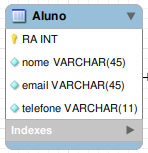 Aluno
RA INT
nome VARCHAR(45)
email VARCHAR(45)
telefone VARCHAR(11)
Indexes